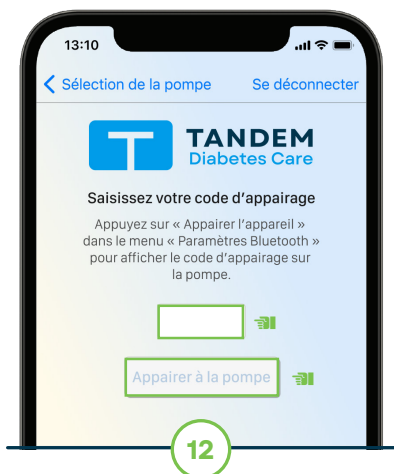 13:10
Sélection de la pompe Se déconnecter
TANDEM
Diabetes Care
Saisissez votre code d’appairage
Appuyez sur « Appairer l’appareil »
dans le menu « Paramètres Bluetooth »
pour afficher le code d’appairage sur
la pompe.
Appairer à la pompe
12